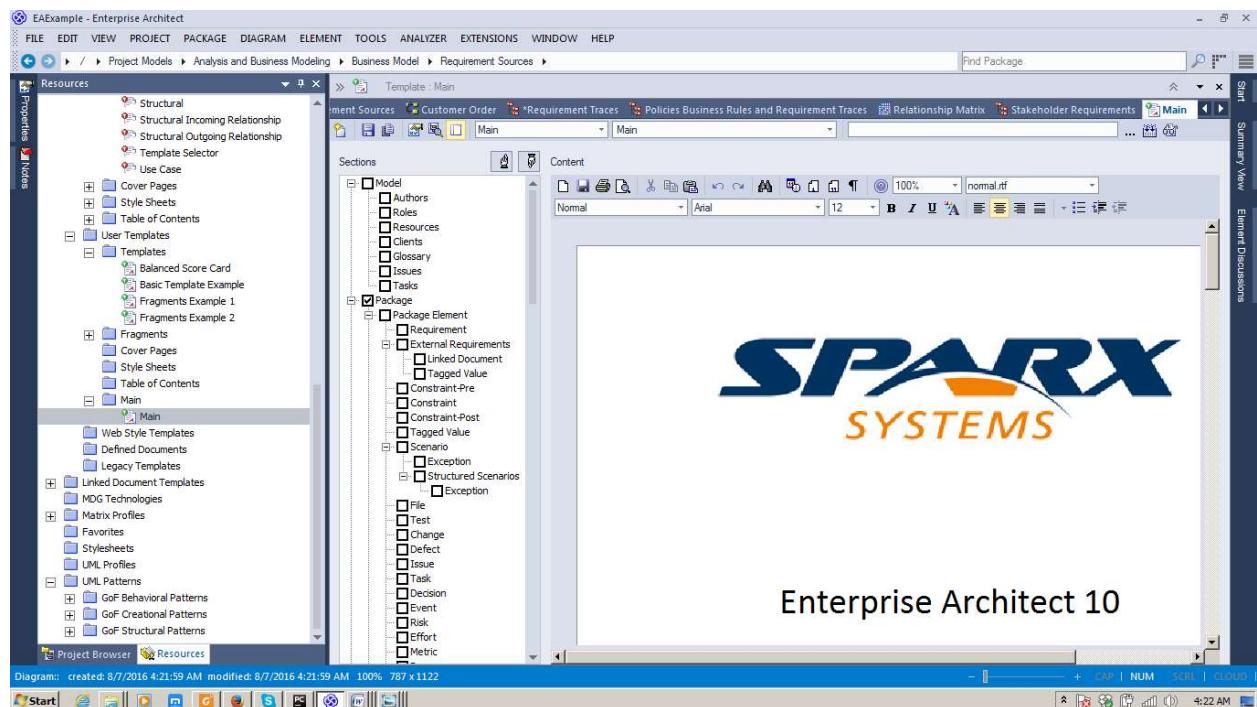 EAExample - Enterprise Architect
FILE EDIT VIEW PROJECT PACKAGE DIAGRAM ELEMENT TOOLS ANALYZER EXTENSIONS WINDOW HELP
/ Project Models Analysis and Business Modeling Business Model Requirement Sources
Find Package
Properties
Notes
Resources
Structural
Structural Incoming Relationship
Structural Outgoing Relationship
Template Selector
Use Case
Cover Pages
Style Sheets
Table of Contents
User Templates
Templates
Balanced Score Card
Basic Template Example
Fragments Example 1
Fragments Example 2
Fragments
Cover Pages
Style Sheets
Table of Contents
Main
Main
Web Style Templates
Defined Documents
Legacy Templates
Linked Document Templates
MDG Technologies
Matrix Profiles
Favorites
Stylesheets
UML Profiles
UML Patterns
GoF Behavioral Patterns
GoF Creational Patterns
GoF Structural Patterns
Project Browser Resources
Template : Main
ment Sources Customer Order *Requirement Traces Policies Business Rules and Requirement Traces Relationship Matrix Stakeholder Requirements Main
Main Main ...
Sections
Model
Authors
Roles
Resources
Clients
Glossary
Issues
Tasks
Package
Package Element
Requirement
External Requirements
Linked Document
Tagged Value
Constraint-Pre
Constraint
Constraint-Post
Tagged Value
Scenario
Exception
Structured Scenarios
Exception
File
Test
Change
Defect
Issue
Task
Decision
Event
Risk
Effort
Metric
Content
100% normal.rtf
Normal Arial 12 B I U
SPARX
SYSTEMS
Enterprise Architect 10
Start
Summary View
Element Discussions
Diagram:: created: 8/7/2016 4:21:59 AM modified: 8/7/2016 4:21:59 AM 100% 787 x 1122
CAP NUM SCRL CLOUD
Start
4:22 AM